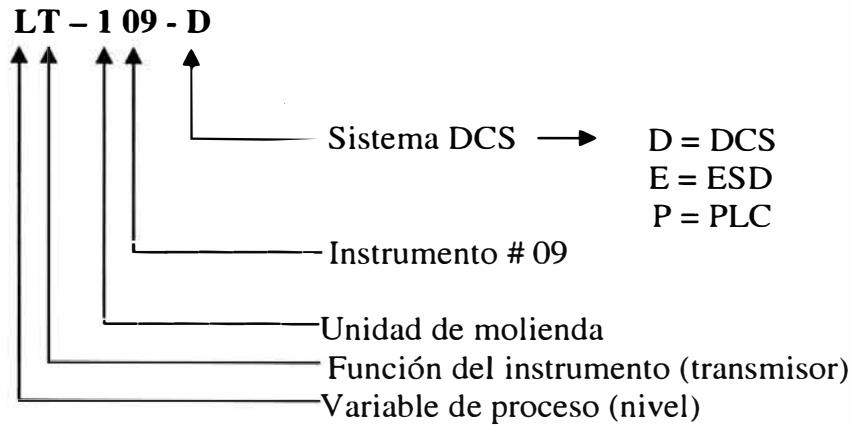 LT – 1 09 - D
Sistema DCS D = DCS
E = ESD
P = PLC
Instrumento # 09
Unidad de molienda
Función del instrumento (transmisor)
Variable de proceso (nivel)